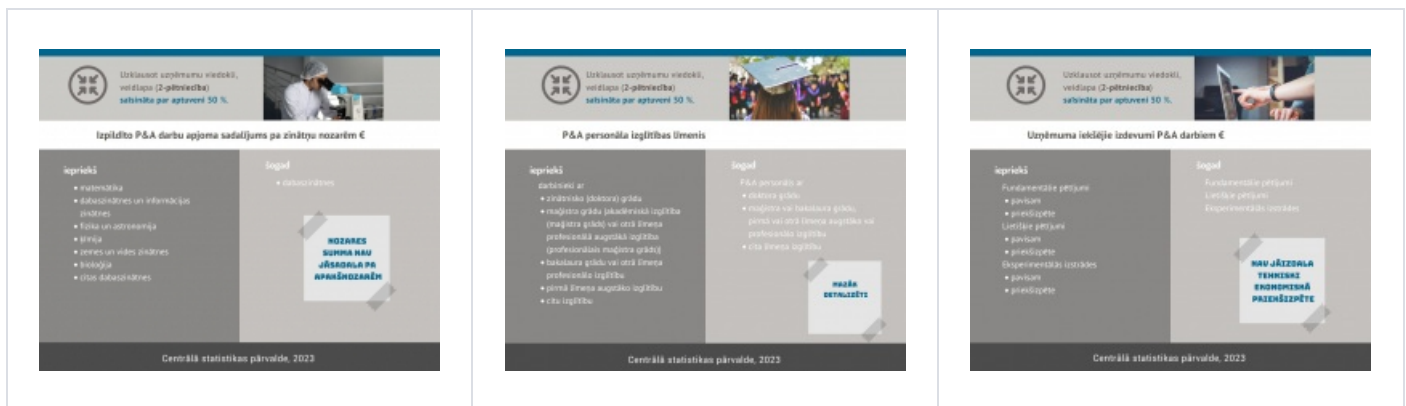 Uzklausot uzņēmumu viedokli,
veidlapa (2-pētniecība)
saīsināta par aptuveni 50 %.
Izpildīto P&A darbu apjoma sadalījums pa zinātņu nozarēm €
iepriekš
• matemātika
• dabaszinātnes un informācijas
zinātnes
• fizika un astronomija
• ķīmija
• zemes un vides zinātnes
• bioloģija
• citas dabaszinātnes
šogad
• dabaszinātnes
NOZARES
SUMMA NAV
JĀSADALA PA
APAKŠNOZARĒM
Centrālā statistikas pārvalde, 2023
Uzklausot uzņēmumu viedokli,
veidlapa (2-pētniecība)
saīsināta par aptuveni 50 %.
P&A personāla izglītības līmenis
iepriekš
darbinieki ar
• zinātnisko (doktora) grādu
• maģistra grādu (akadēmiskā izglītība
(maģistra grāds) vai otrā līmeņa
profesionālā augstākā izglītība
(profesionālais maģistra grāds))
• bakalaura grādu vai otrā līmeņa
profesionālo izglītību
• pirmā līmeņa augstāko izglītību
• citu izglītību
šogad
P&A personāls ar
• doktora grādu
• maģistra vai bakalaura grādu,
pirmā vai otrā līmeņa augstāko vai
profesionālo izglītību
• cita līmeņa izglītību
MAZĀK
DETALIZĒTI
Centrālā statistikas pārvalde, 2023
Uzklausot uzņēmumu viedokli,
veidlapa (2-pētniecība)
saīsināta par aptuveni 50 %.
Uzņēmuma iekšējie izdevumi P&A darbiem €
iepriekš
Fundamentālie pētījumi
• pavisam
• priekšizpēte
Lietišķie pētījumi
• pavisam
• priekšizpēte
Eksperimentālās izstrādes
• pavisam
• priekšizpēte
šogad
Fundamentālie pētījumi
Lietišķie pētījumi
Eksperimentālās izstrādes
NAV JĀIZDALA
TEHNISKI
EKONOMISKĀ
PRIEKŠIZPĒTE
Centrālā statistikas pārvalde, 2023